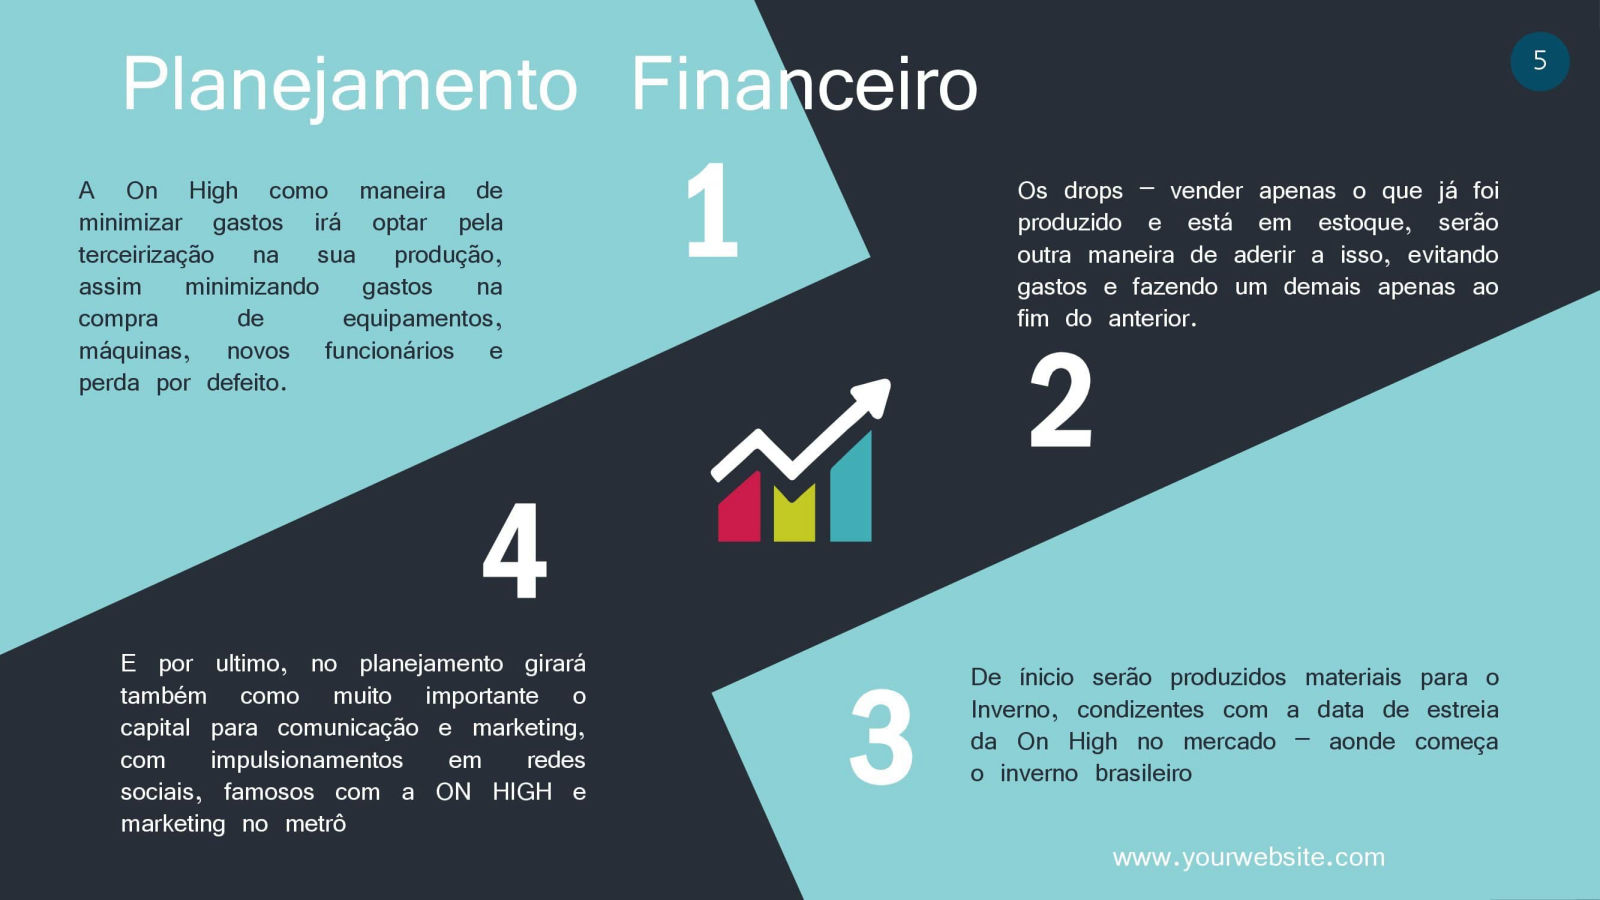 Planejamento Financeiro
5
1
A On High como maneira de
minimizar gastos irá optar pela
terceirização na sua produção,
assim minimizando gastos na
compra de equipamentos,
máquinas, novos funcionários e
perda por defeito.
Os drops – vender apenas o que já foi
produzido e está em estoque, serão
outra maneira de aderir a isso, evitando
gastos e fazendo um demais apenas ao
fim do anterior.
2
4
E por ultimo, no planejamento girará
também como muito importante o
capital para comunicação e marketing,
com impulsionamentos em redes
sociais, famosos com a ON HIGH e
marketing no metrô
3
De ínicio serão produzidos materiais para o
Inverno, condizentes com a data de estreia
da On High no mercado – aonde começa
o inverno brasileiro
www.yourwebsite.com